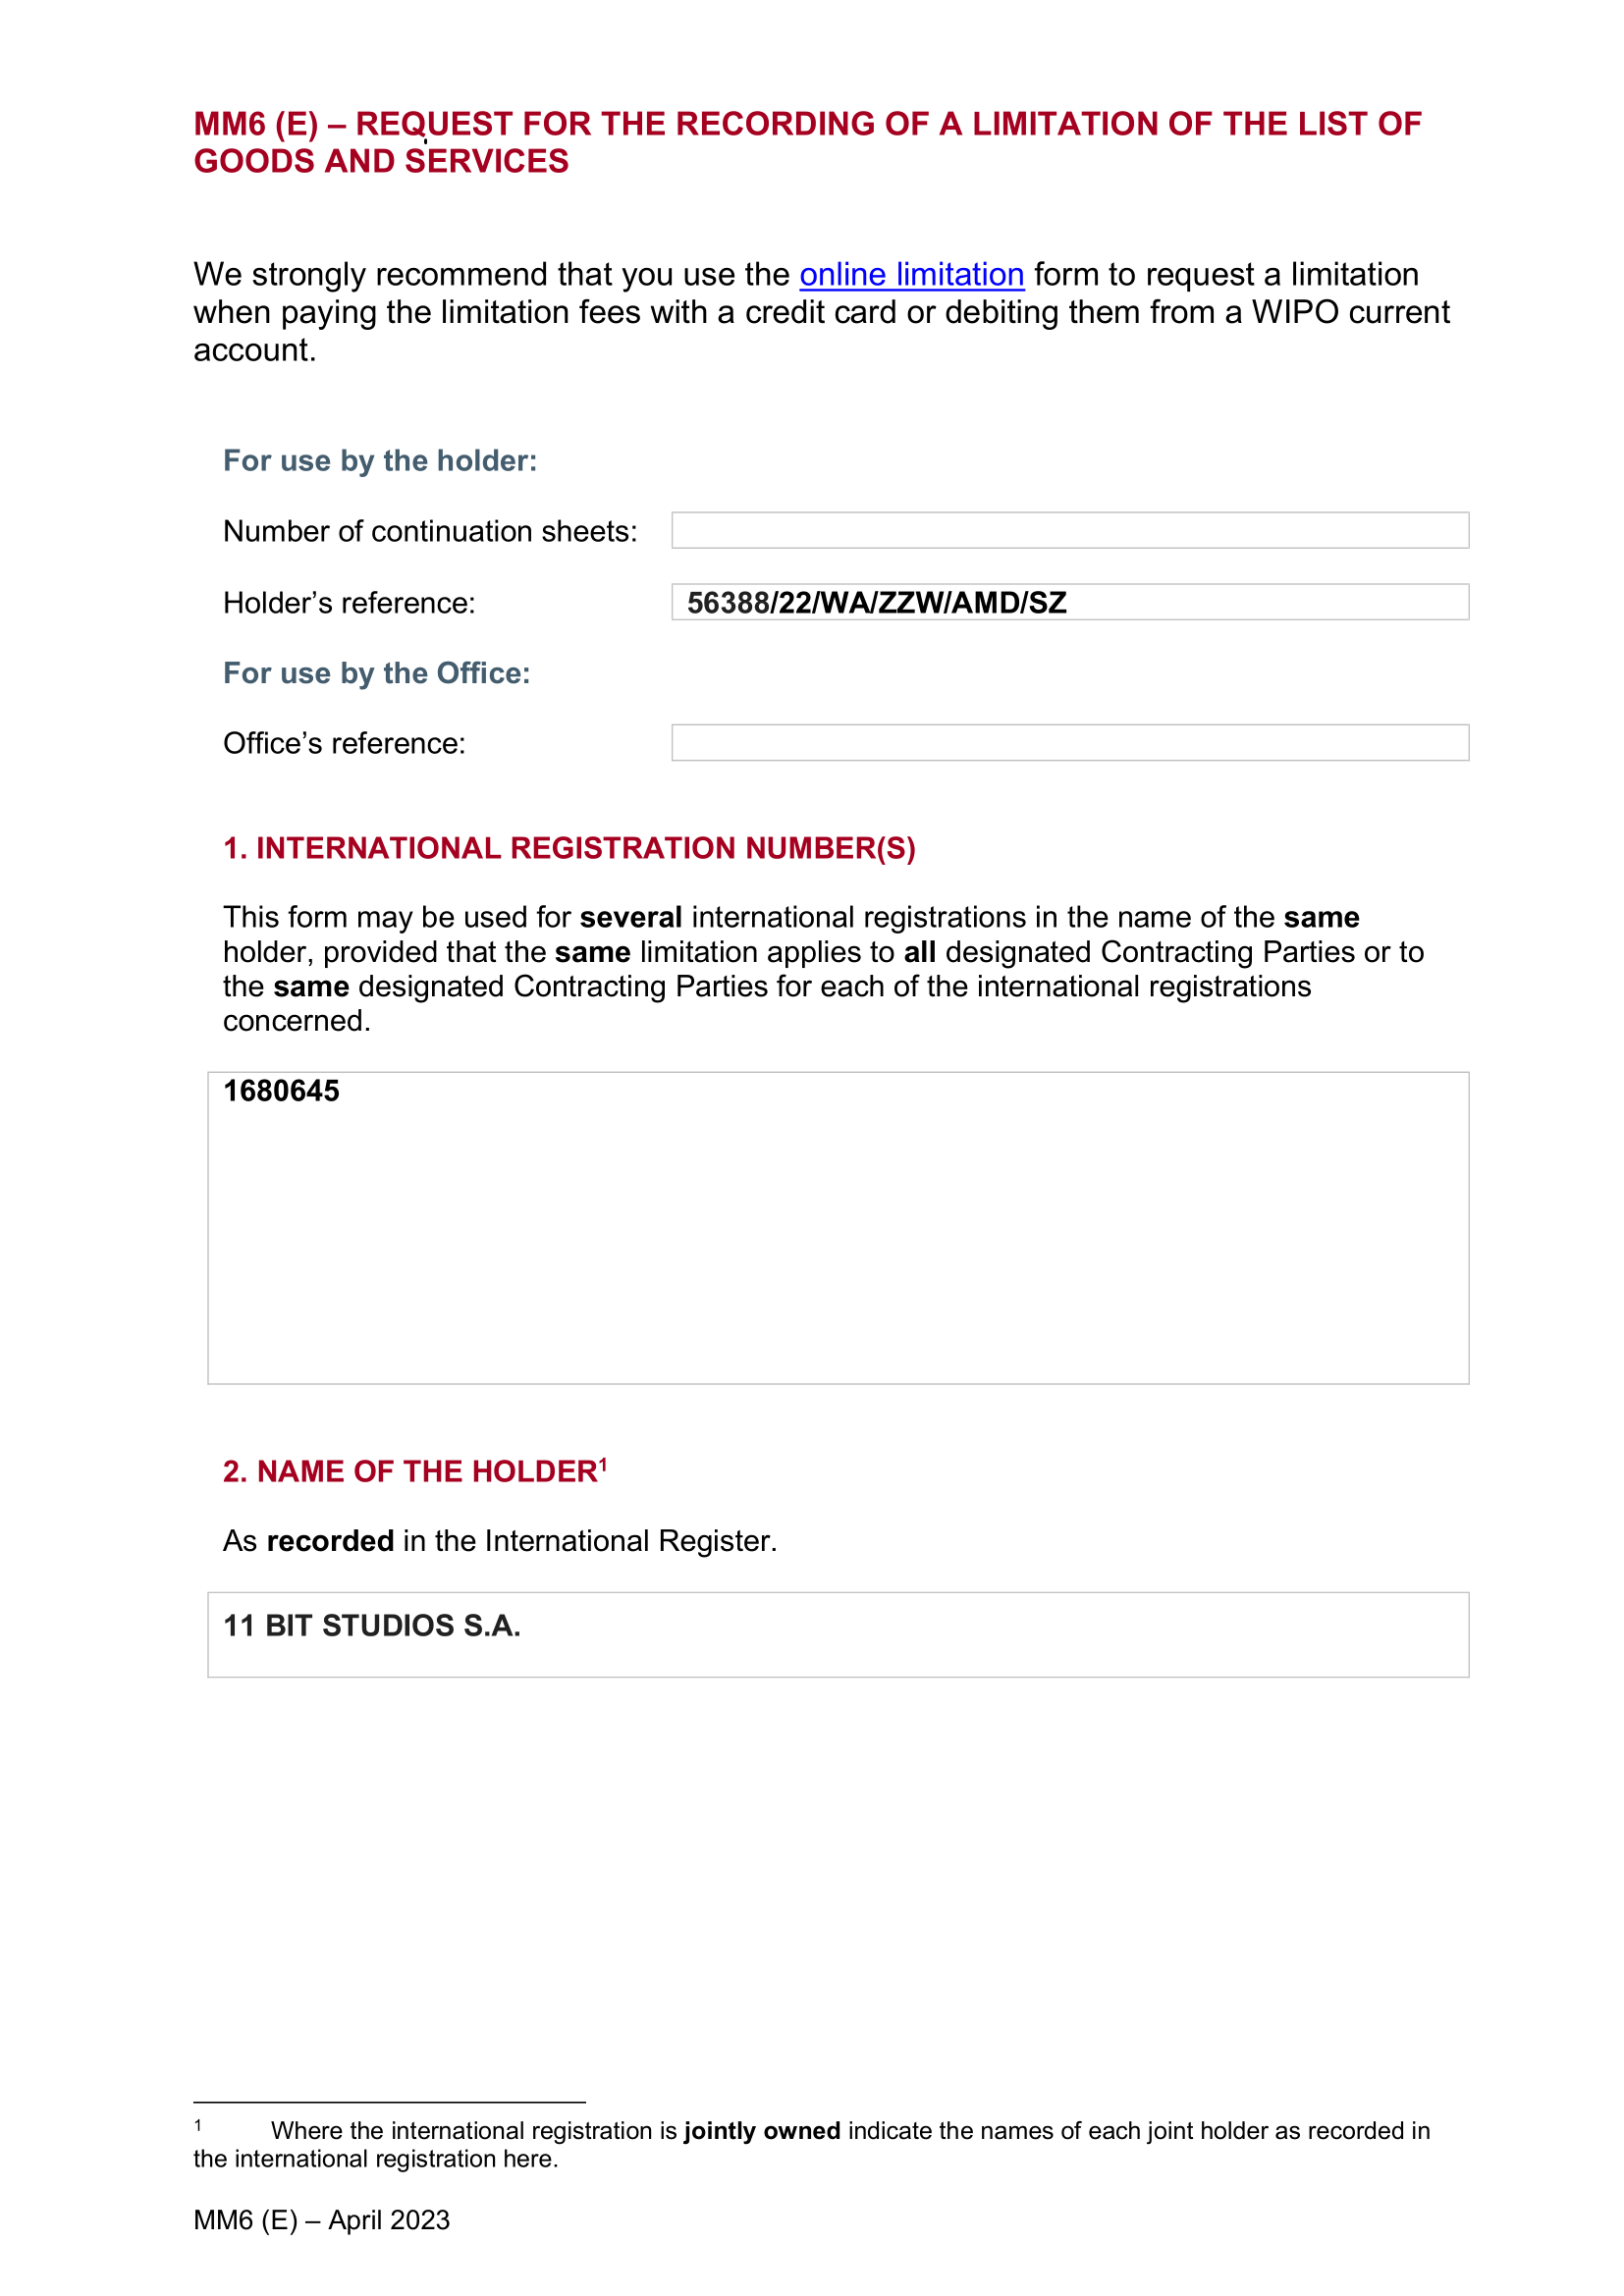 MM6 (E) – REQUEST FOR THE RECORDING OF A LIMITATION OF THE LIST OF
GOODS AND SERVICES
We strongly recommend that you use the online limitation form to request a limitation
when paying the limitation fees with a credit card or debiting them from a WIPO current
account.
For use by the holder:
Number of continuation sheets:
Holder’s reference: 56388/22/WA/ZZW/AMD/SZ
For use by the Office:
Office’s reference:
1. INTERNATIONAL REGISTRATION NUMBER(S)
This form may be used for several international registrations in the name of the same
holder, provided that the same limitation applies to all designated Contracting Parties or to
the same designated Contracting Parties for each of the international registrations
concerned.
1680645
2. NAME OF THE HOLDER1
As recorded in the International Register.
11 BIT STUDIOS S.A.
1 Where the international registration is jointly owned indicate the names of each joint holder as recorded in
the international registration here.
MM6 (E) – April 2023